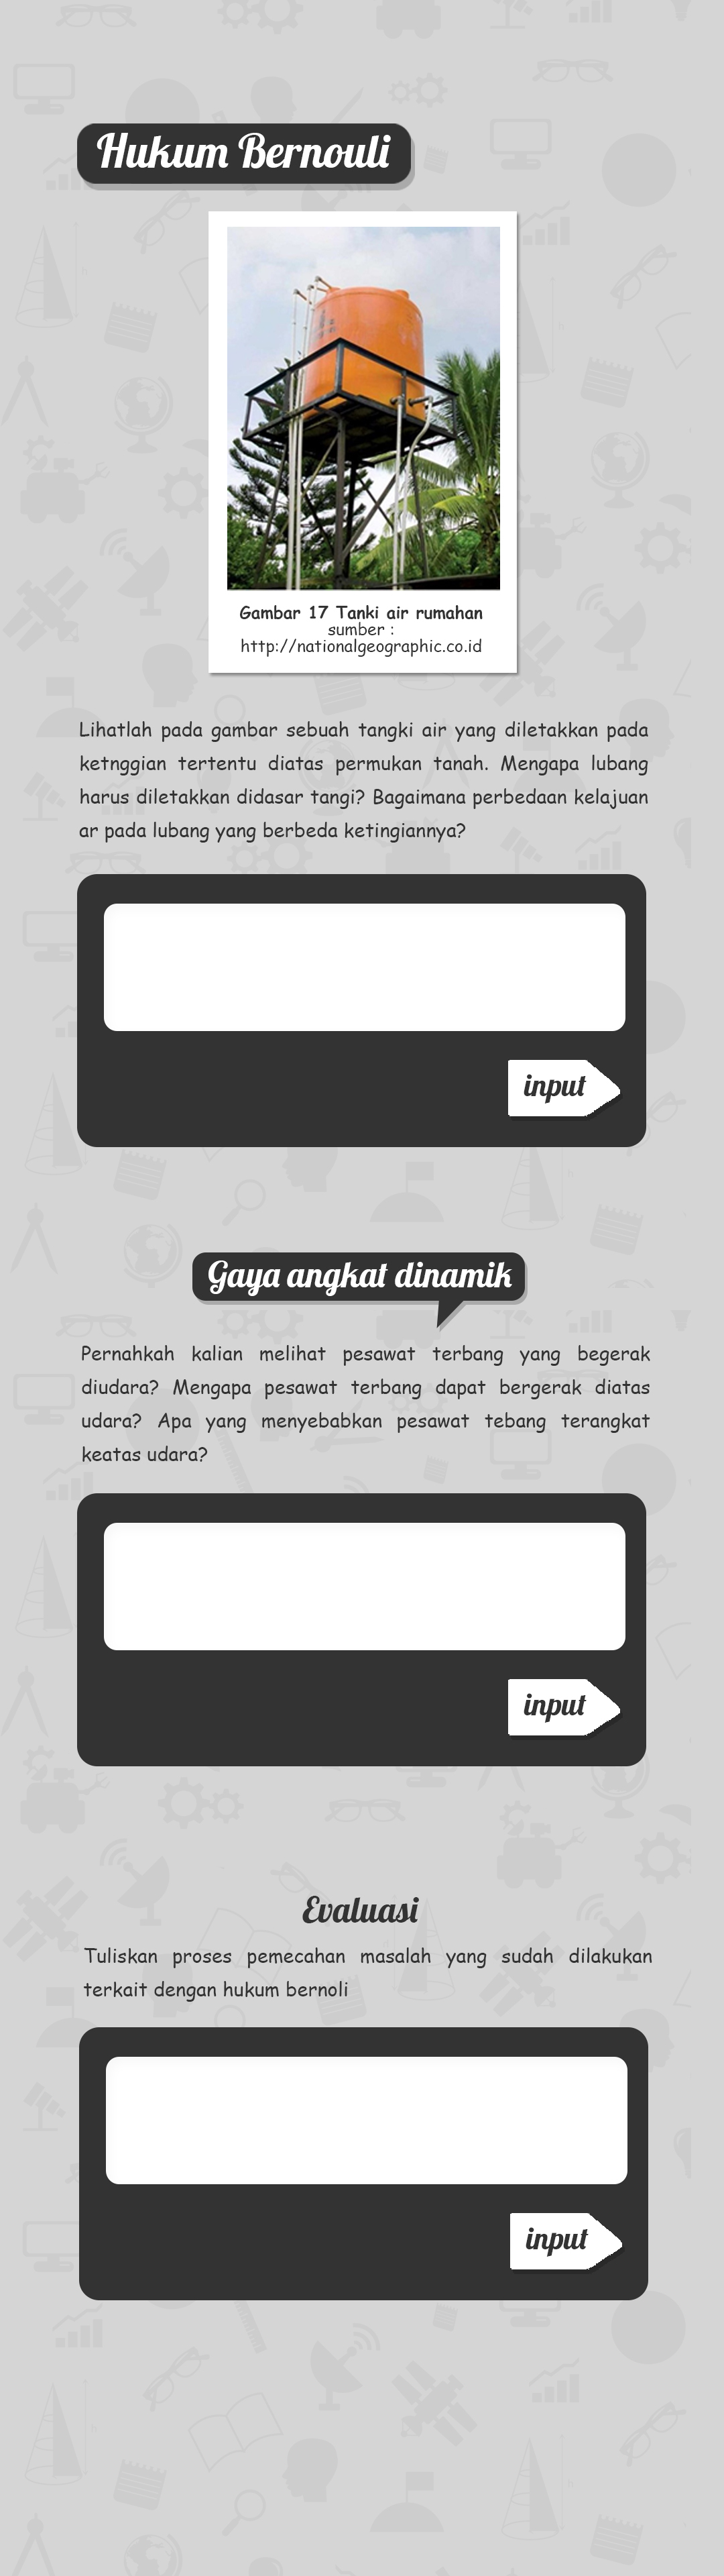 Hukum Bernouli
Gambar 17 Tanki air rumahan
sumber :
http://nationalgeographic.co.id
Lihatlah pada gambar sebuah tangki air yang diletakkan pada
ketnggian tertentu diatas permukan tanah. Mengapa lubang
harus diletakkan didasar tangi? Bagaimana perbedaan kelajuan
ar pada lubang yang berbeda ketingiannya?
input
Gaya angkat dinamik
Pernahkah kalian melihat pesawat terbang yang begerak
diudara? Mengapa pesawat terbang dapat bergerak diatas
udara? Apa yang menyebabkan pesawat tebang terangkat
keatas udara?
input
Evaluasi
Tuliskan proses pemecahan masalah yang sudah dilakukan
terkait dengan hukum bernoli
input